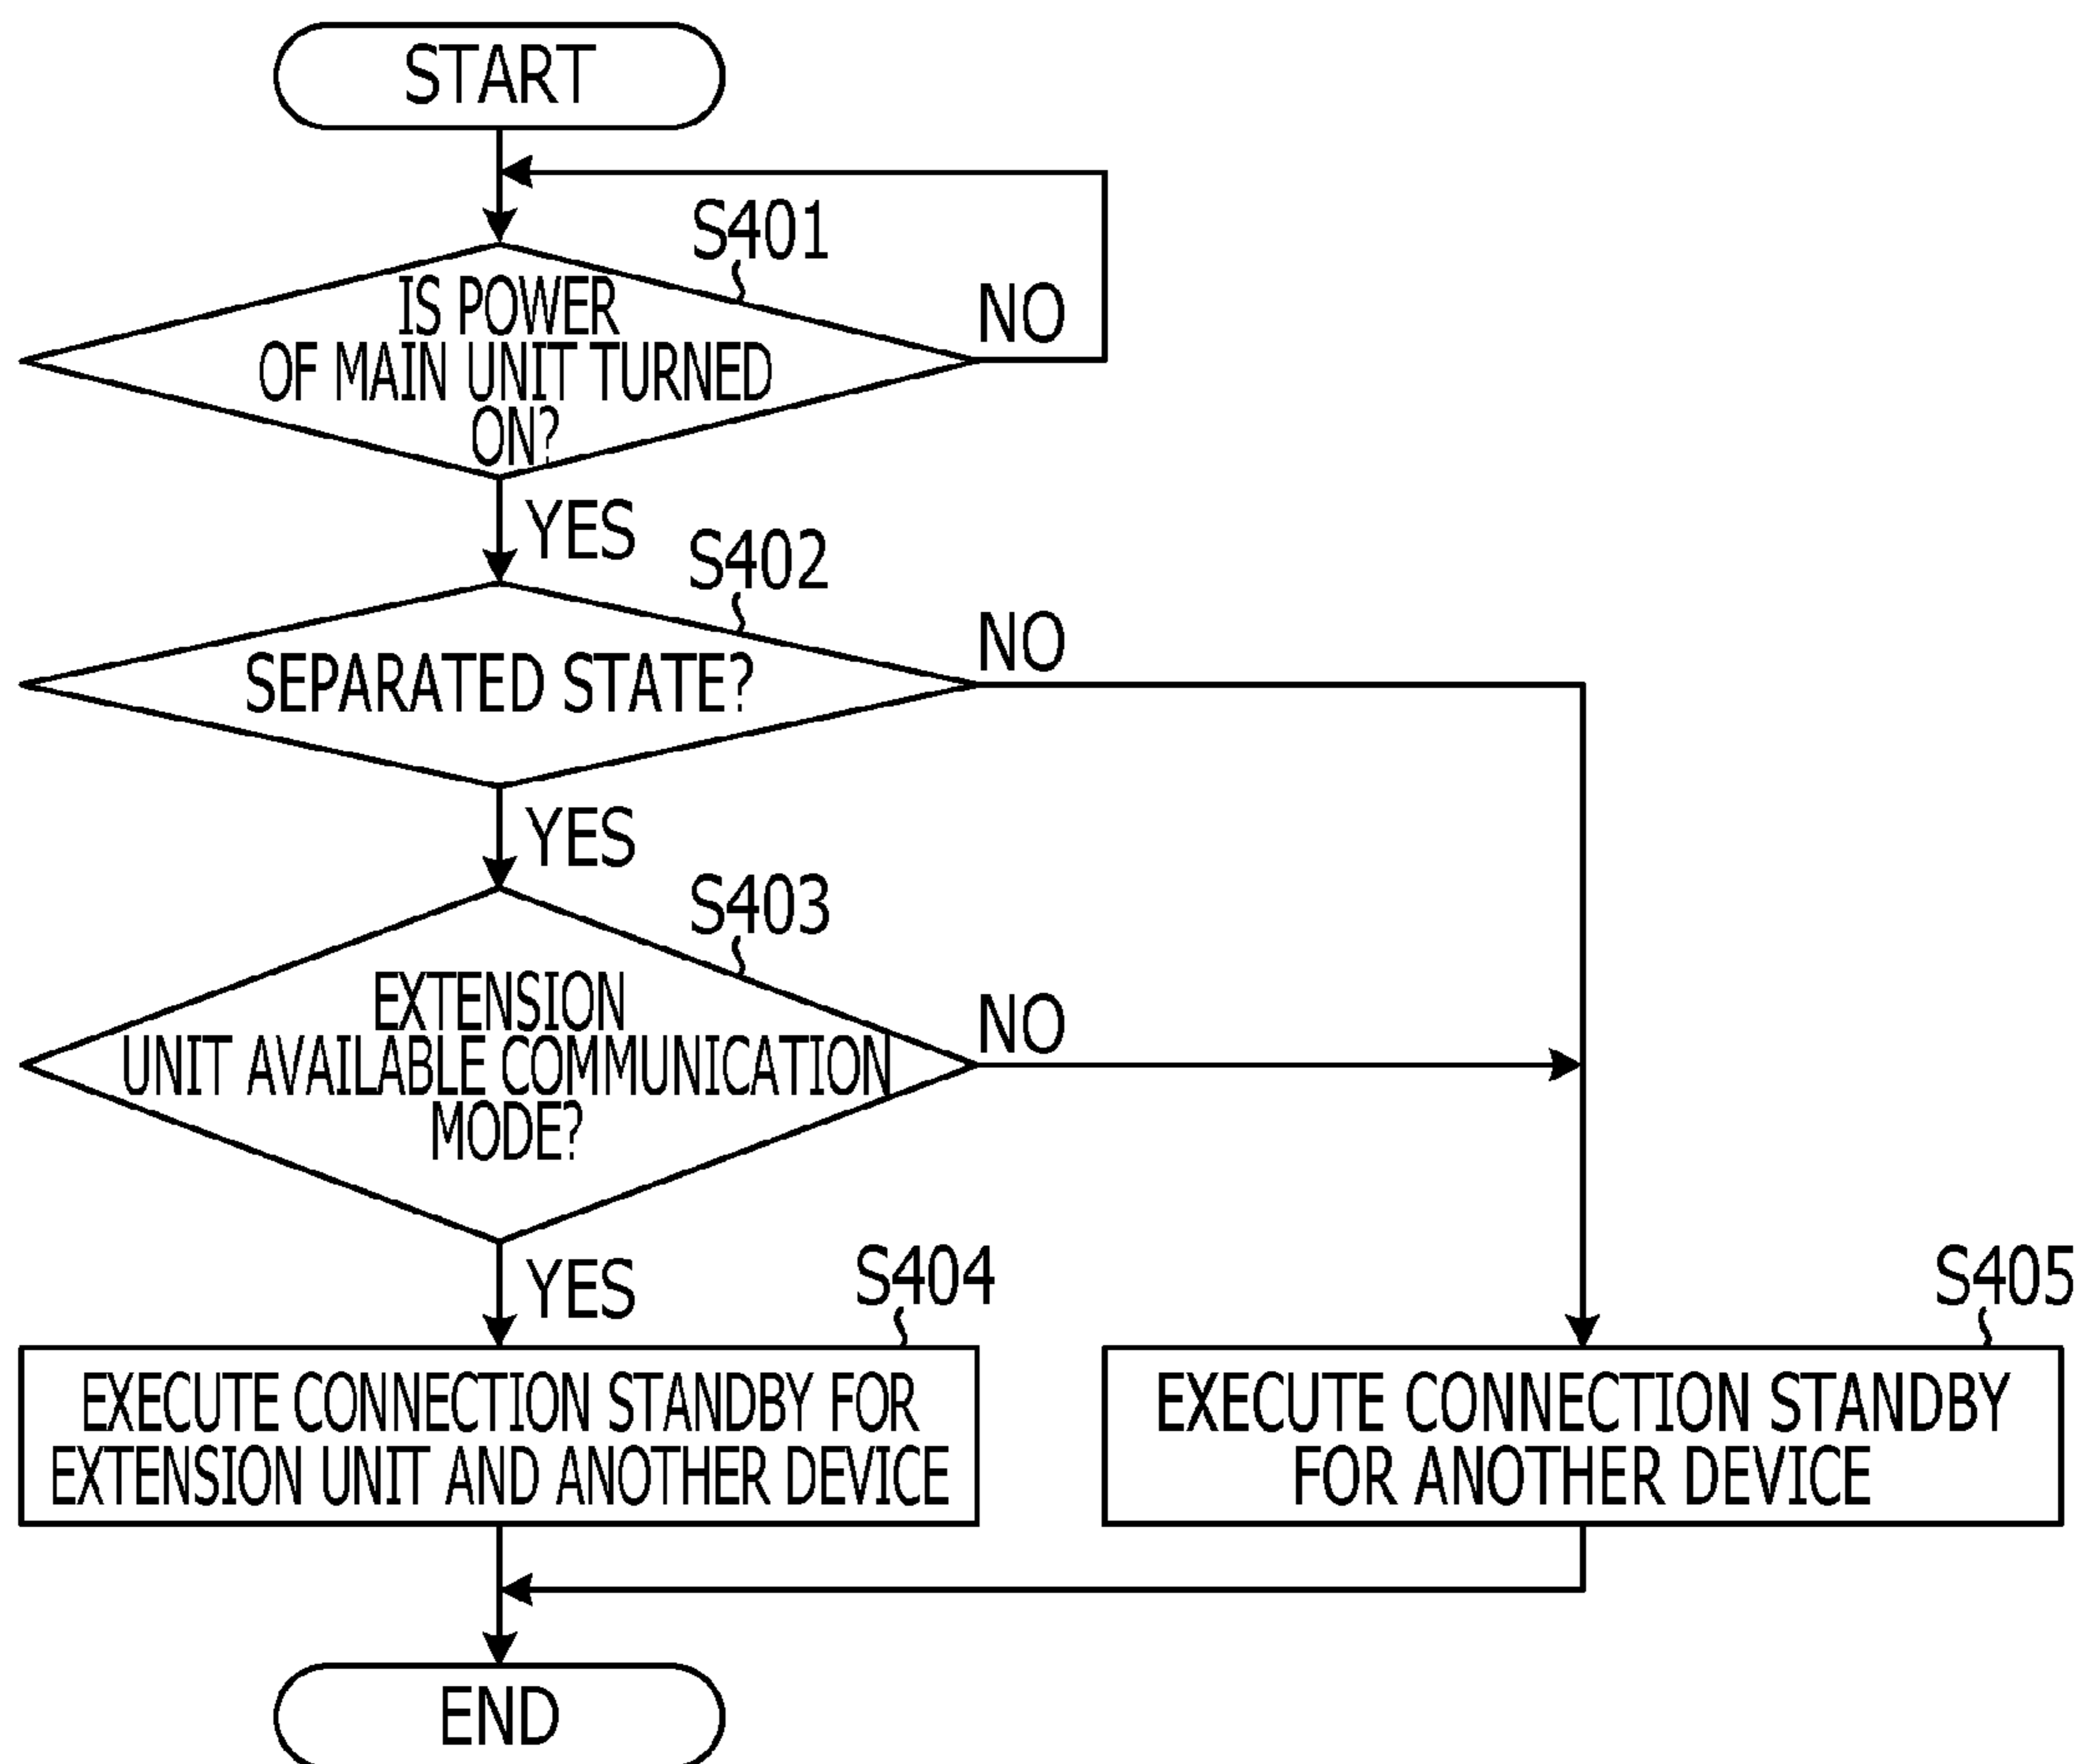 START
S401
IS POWER
OF MAIN UNIT TURNED
ON?
NO
YES
S402
SEPARATED STATE?
NO
YES
S403
EXTENSION
UNIT AVAILABLE COMMUNICATION
MODE?
NO
YES
S404
EXECUTE CONNECTION STANDBY FOR
EXTENSION UNIT AND ANOTHER DEVICE
S405
EXECUTE CONNECTION STANDBY
FOR ANOTHER DEVICE
END